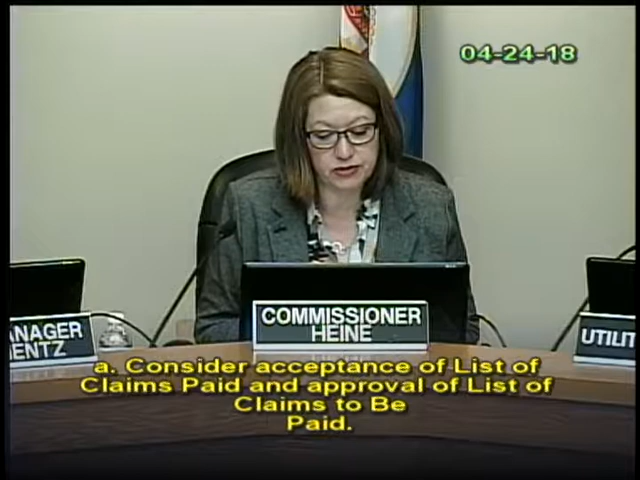 04-24-18
COMMISSIONER
HEINE
ANAGER
ENTZ
UTILIT
a. Consider acceptance of List of
Claims Paid and approval of List of
Claims to Be
Paid.